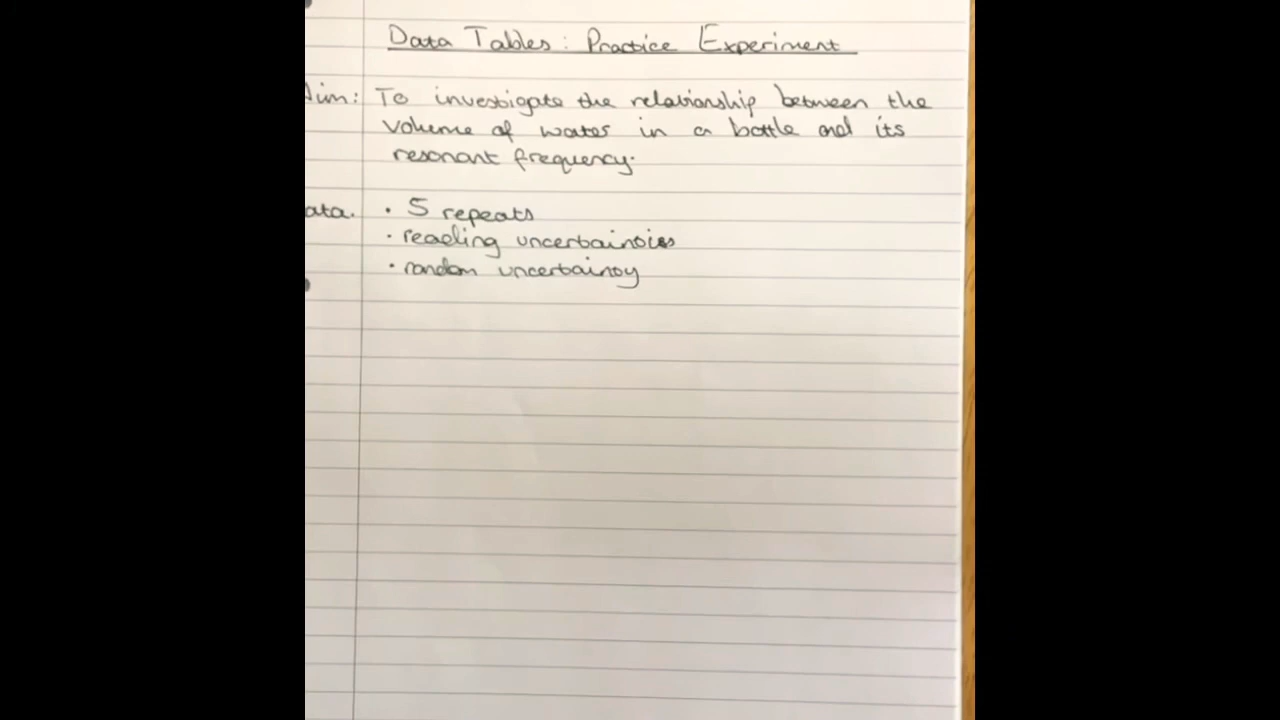 Data Tables: Practice Experiment
Aim: To investigate the relationship between the
volume of water in a bottle and its
resonant frequency.
ata. • 5 repeats
• reading uncertainties
• random uncertainty